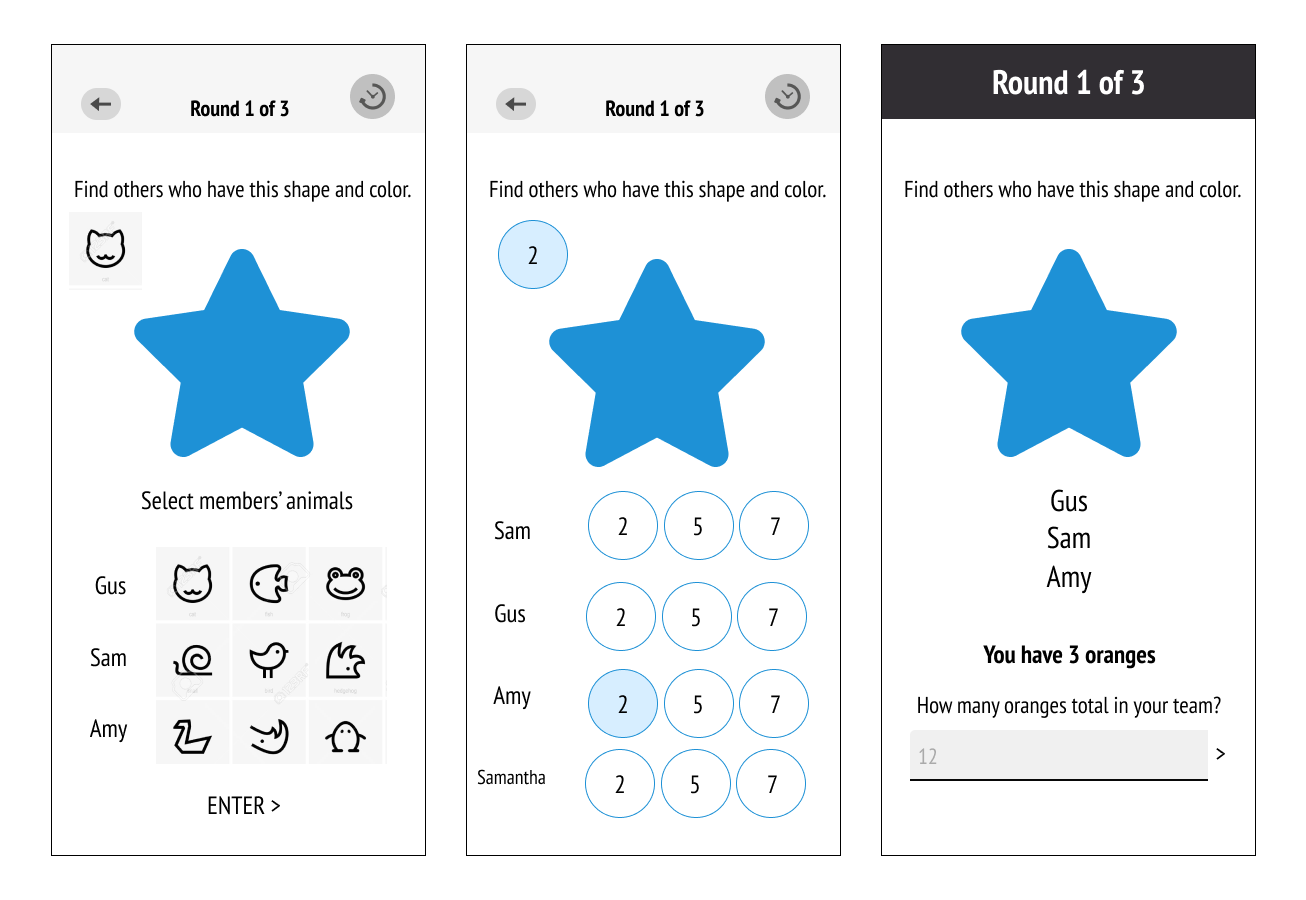 Round 1 of 3
Find others who have this shape and color.
Select members’ animals
Gus
Sam
Amy
ENTER >
Round 1 of 3
Find others who have this shape and color.
2
Sam 2 5 7
Gus 2 5 7
Amy 2 5 7
Samantha 2 5 7
Round 1 of 3
Find others who have this shape and color.
Gus
Sam
Amy
You have 3 oranges
How many oranges total in your team?
12 >